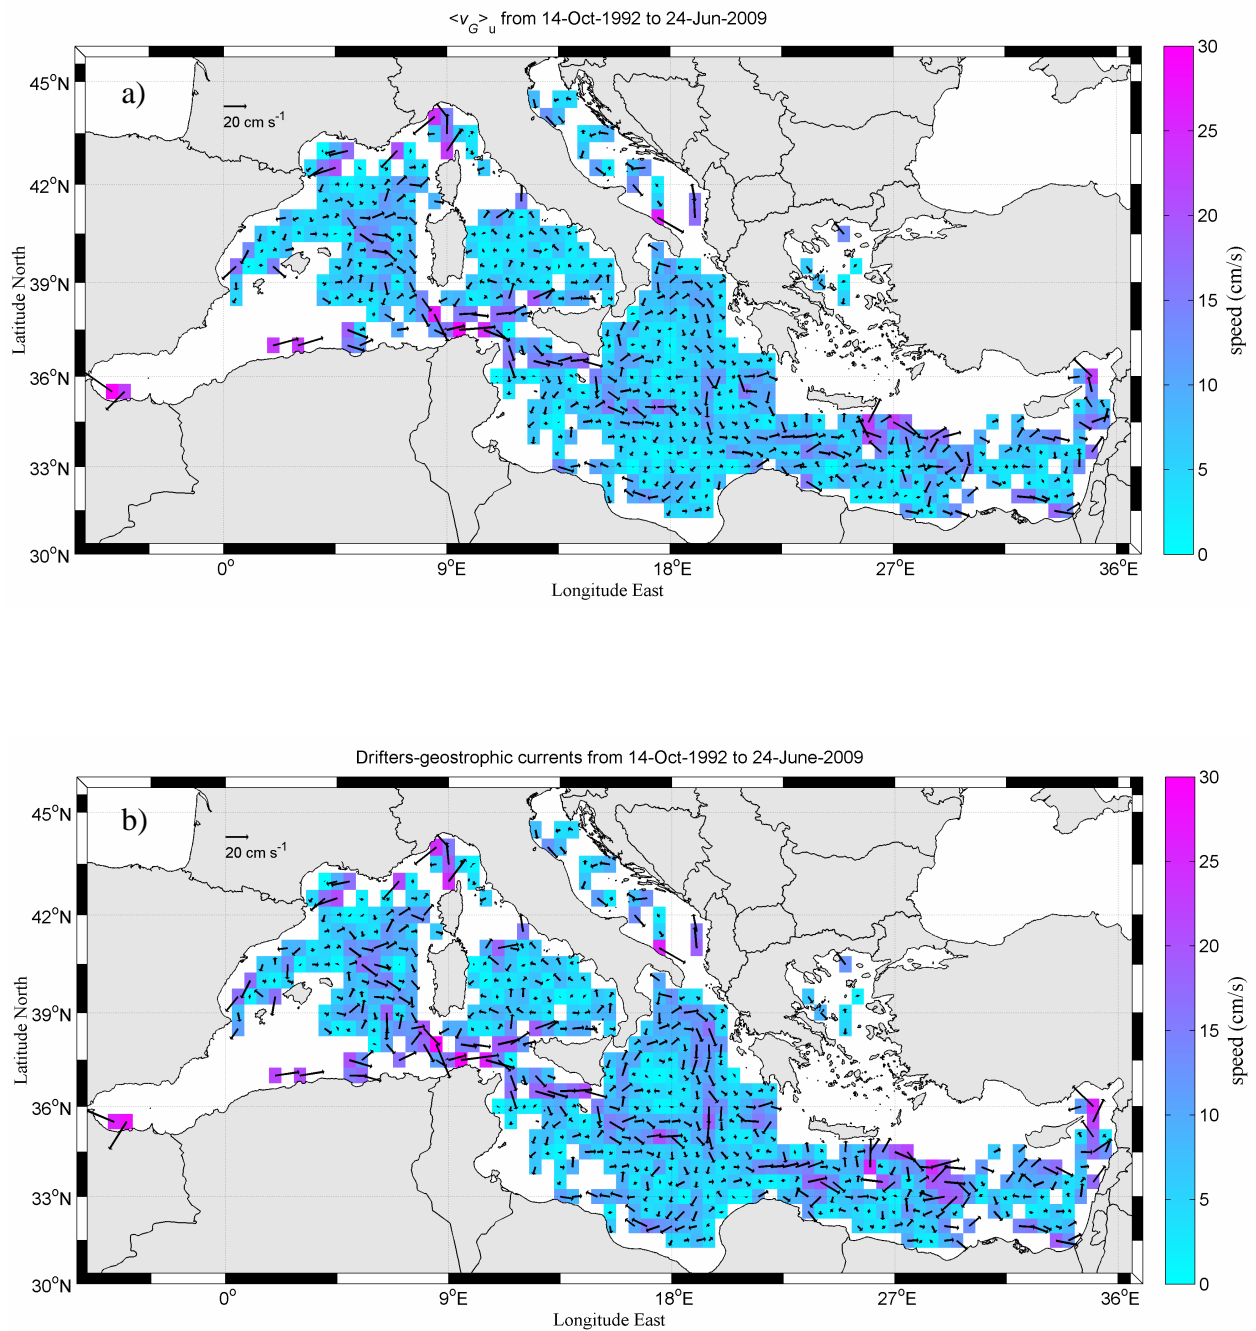 <v_G>_u from 14-Oct-1992 to 24-Jun-2009
a)
20 cm s⁻¹
45°N
42°N
39°N
36°N
33°N
30°N
Latitude North
0°
9°E
18°E
27°E
36°E
Longitude East
30
25
20
15
10
5
0
speed (cm/s)
Drifters-geostrophic currents from 14-Oct-1992 to 24-June-2009
b)
20 cm s⁻¹
45°N
42°N
39°N
36°N
33°N
30°N
Latitude North
0°
9°E
18°E
27°E
36°E
Longitude East
30
25
20
15
10
5
0
speed (cm/s)